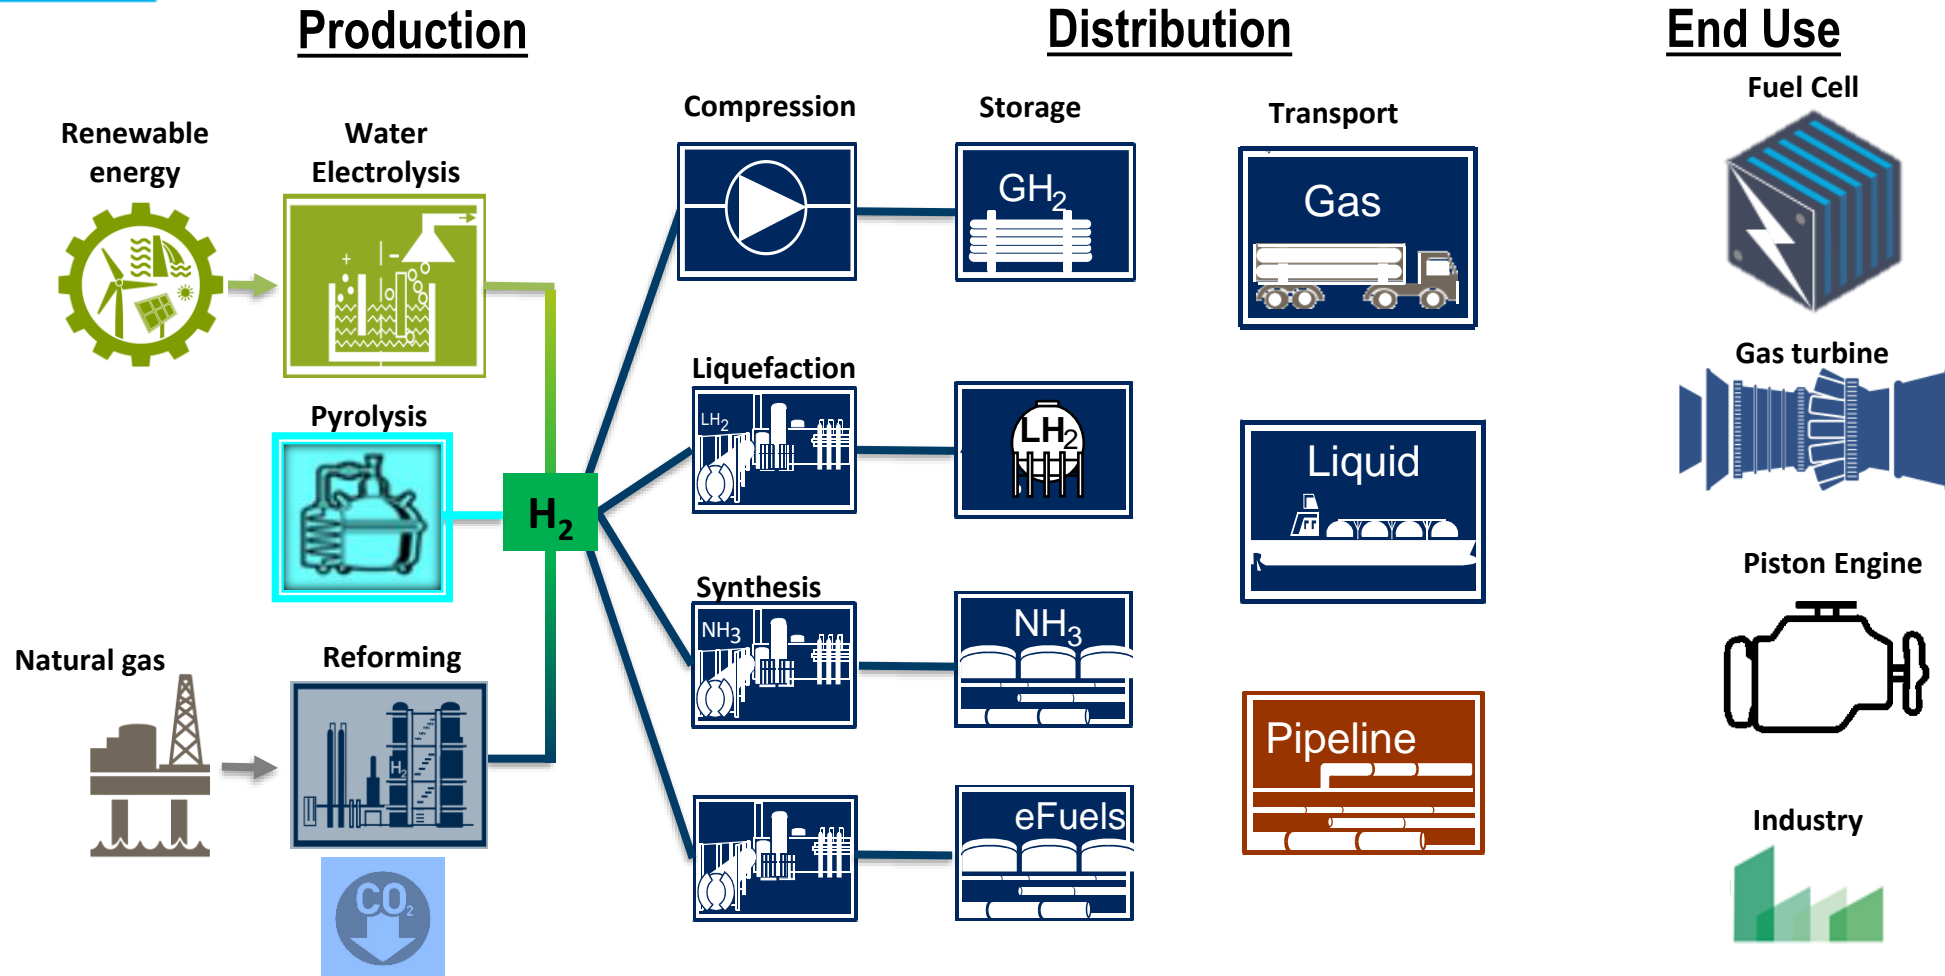 Production
Distribution
End Use
Renewable
energy
Water
Electrolysis
+
-
Pyrolysis
Natural gas
Reforming
H₂
CO₂
H₂
Compression
Storage
Transport
GH₂
Gas
Liquefaction
LH₂
LH₂
Liquid
Synthesis
NH₃
NH₃
Pipeline
eFuels
Fuel Cell
Gas turbine
Piston Engine
Industry